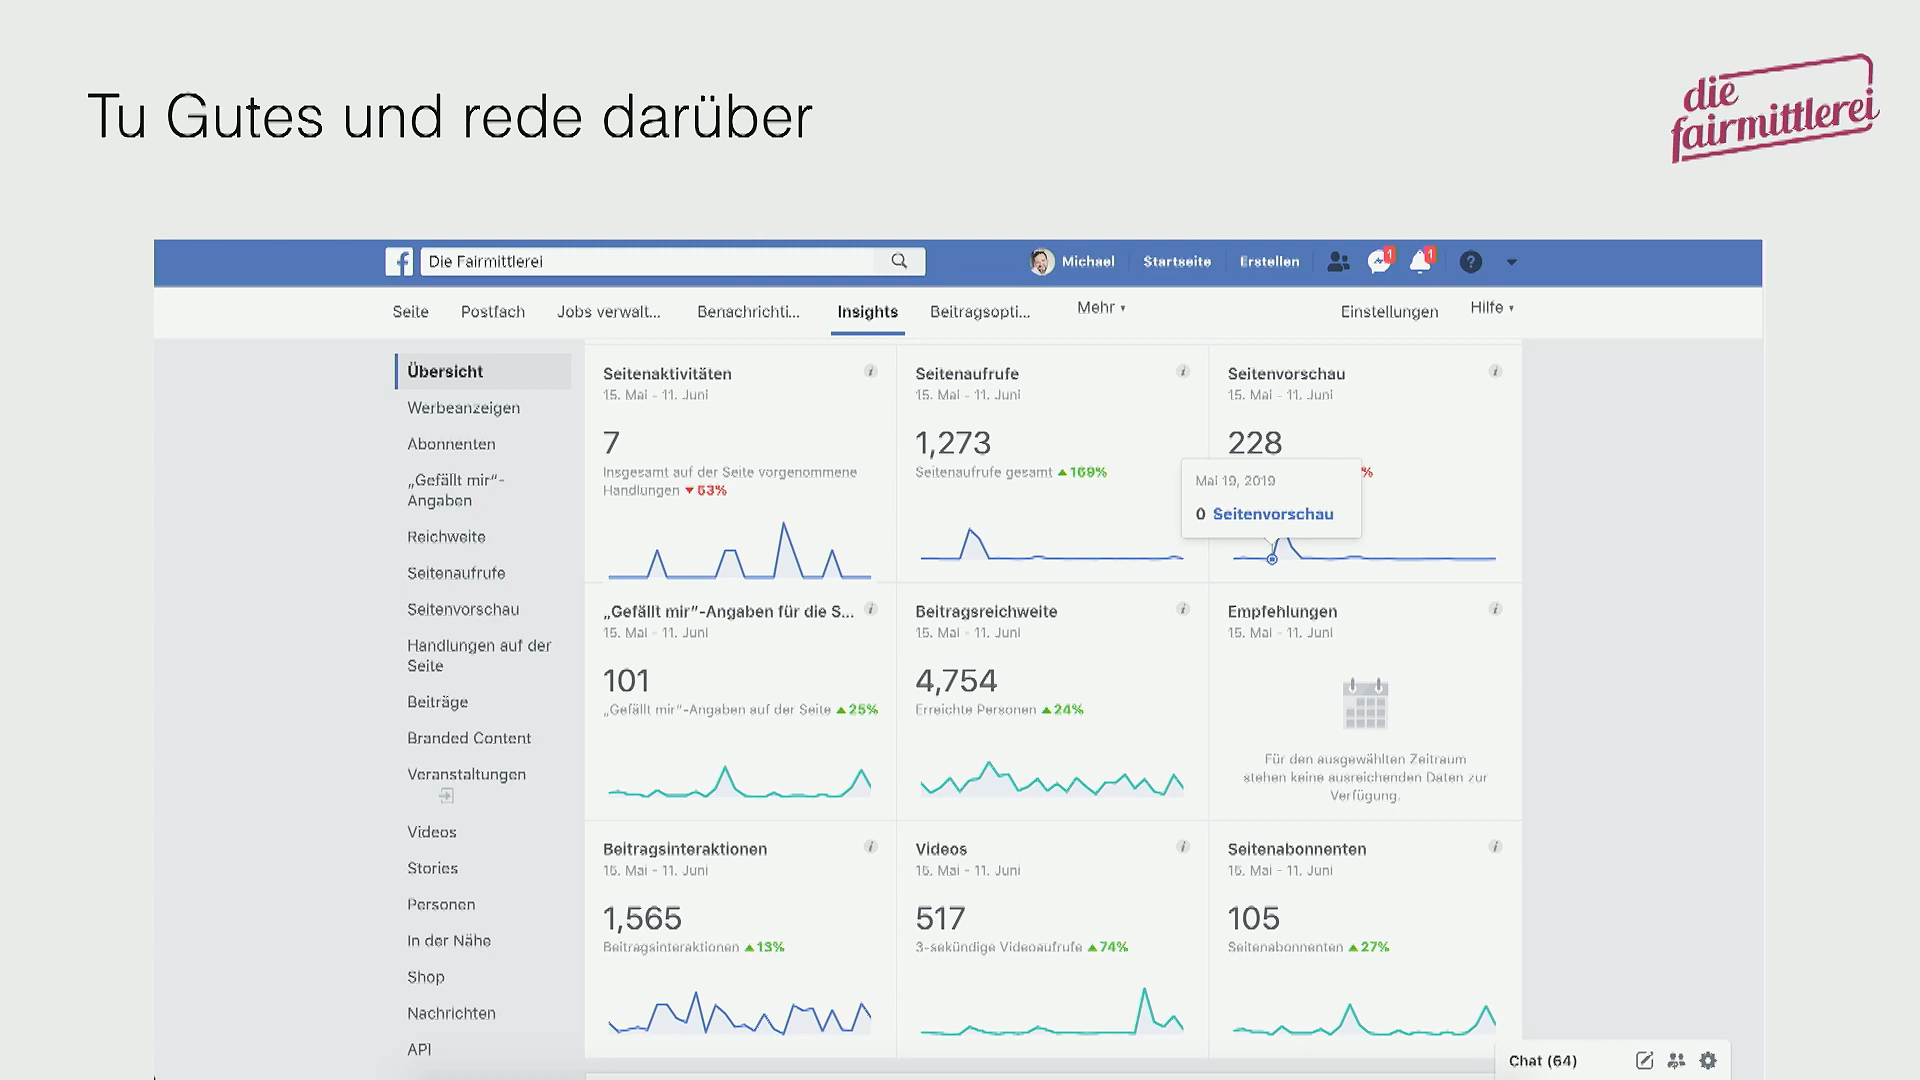 Tu Gutes und rede darüber
die
fairmittlerei
Die Fairmittlerei
Michael
Startseite
Erstellen
1
1
?
Seite
Postfach
Jobs verwalt...
Benachrichti...
Insights
Beitragsopti...
Mehr
Einstellungen
Hilfe
Übersicht
Werbeanzeigen
Abonnenten
„Gefällt mir“-
Angaben
Reichweite
Seitenaufrufe
Seitenvorschau
Handlungen auf der
Seite
Beiträge
Branded Content
Veranstaltungen
Videos
Stories
Personen
In der Nähe
Shop
Nachrichten
API
Seitenaktivitäten
15. Mai - 11. Juni
7
Insgesamt auf der Seite vorgenommene
Handlungen ▼ 53%
Seitenaufrufe
15. Mai - 11. Juni
1,273
Seitenaufrufe gesamt ▲ 169%
Seitenvorschau
15. Mai - 11. Juni
228
%
Mai 19, 2019
0 Seitenvorschau
„Gefällt mir“-Angaben für die S...
15. Mai - 11. Juni
101
„Gefällt mir“-Angaben auf der Seite ▲ 25%
Beitragsreichweite
15. Mai - 11. Juni
4,754
Erreichte Personen ▲ 24%
Empfehlungen
15. Mai - 11. Juni
Für den ausgewählten Zeitraum
stehen keine ausreichenden Daten zur
Verfügung.
Beitragsinteraktionen
15. Mai - 11. Juni
1,565
Beitragsinteraktionen ▲ 13%
Videos
15. Mai - 11. Juni
517
3-sekündige Videoaufrufe ▲ 74%
Seitenabonnenten
15. Mai - 11. Juni
105
Seitenabonnenten ▲ 27%
Chat (64)